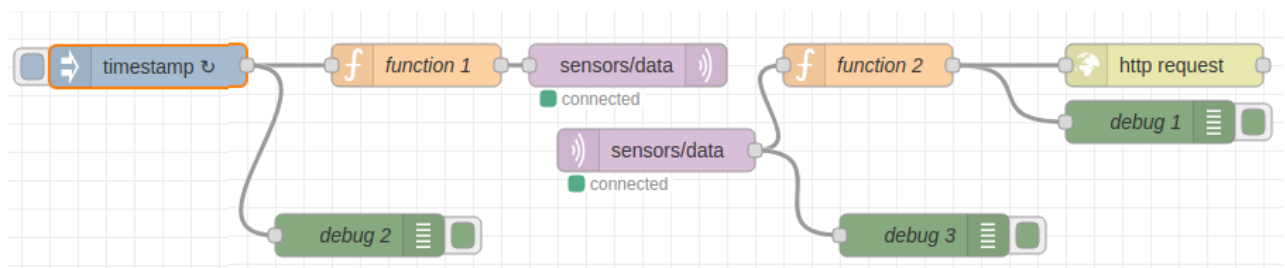 timestamp ↻
function 1
sensors/data
connected
function 2
http request
debug 1
sensors/data
connected
debug 2
debug 3